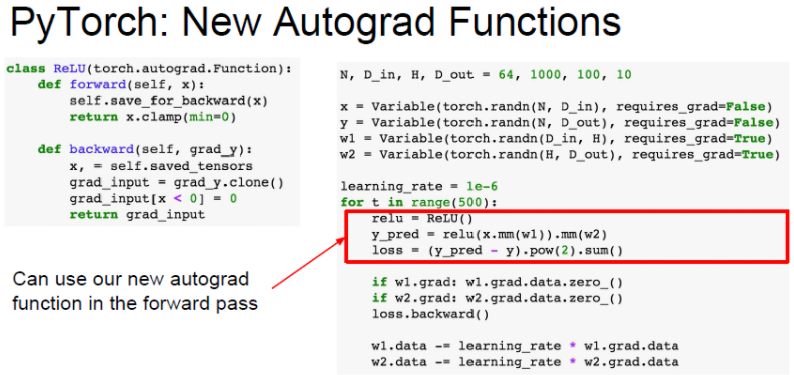 PyTorch: New Autograd Functions
class ReLU(torch.autograd.Function):
    def forward(self, x):
        self.save_for_backward(x)
        return x.clamp(min=0)

    def backward(self, grad_y):
        x, = self.saved_tensors
        grad_input = grad_y.clone()
        grad_input[x < 0] = 0
        return grad_input
Can use our new autograd
function in the forward pass
N, D_in, H, D_out = 64, 1000, 100, 10

x = Variable(torch.randn(N, D_in), requires_grad=False)
y = Variable(torch.randn(N, D_out), requires_grad=False)
w1 = Variable(torch.randn(D_in, H), requires_grad=True)
w2 = Variable(torch.randn(H, D_out), requires_grad=True)

learning_rate = 1e-6
for t in range(500):
    relu = ReLU()
    y_pred = relu(x.mm(w1)).mm(w2)
    loss = (y_pred - y).pow(2).sum()

    if w1.grad: w1.grad.data.zero_()
    if w2.grad: w2.grad.data.zero_()
    loss.backward()

    w1.data -= learning_rate * w1.grad.data
    w2.data -= learning_rate * w2.grad.data